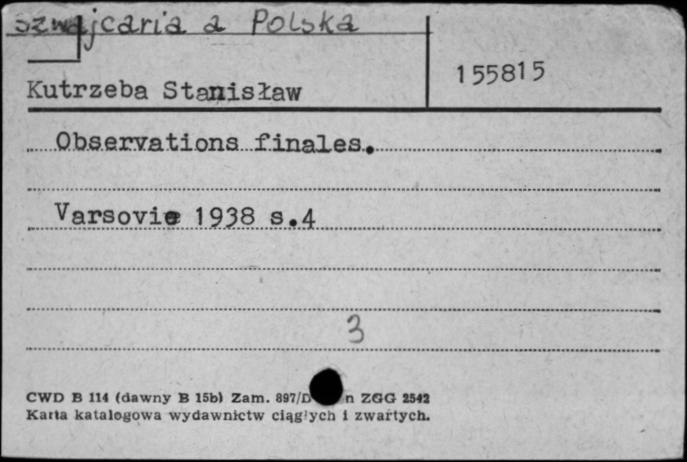 szwajcaria a Polska
155815
Kutrzeba Stanisław
Observations finales.
Varsovie 1938 s.4
3
CWD B 114 (dawny B 15b) Zam. 897/D n ZGG 2542
Karta katalogowa wydawnictw ciągłych i zwartych.